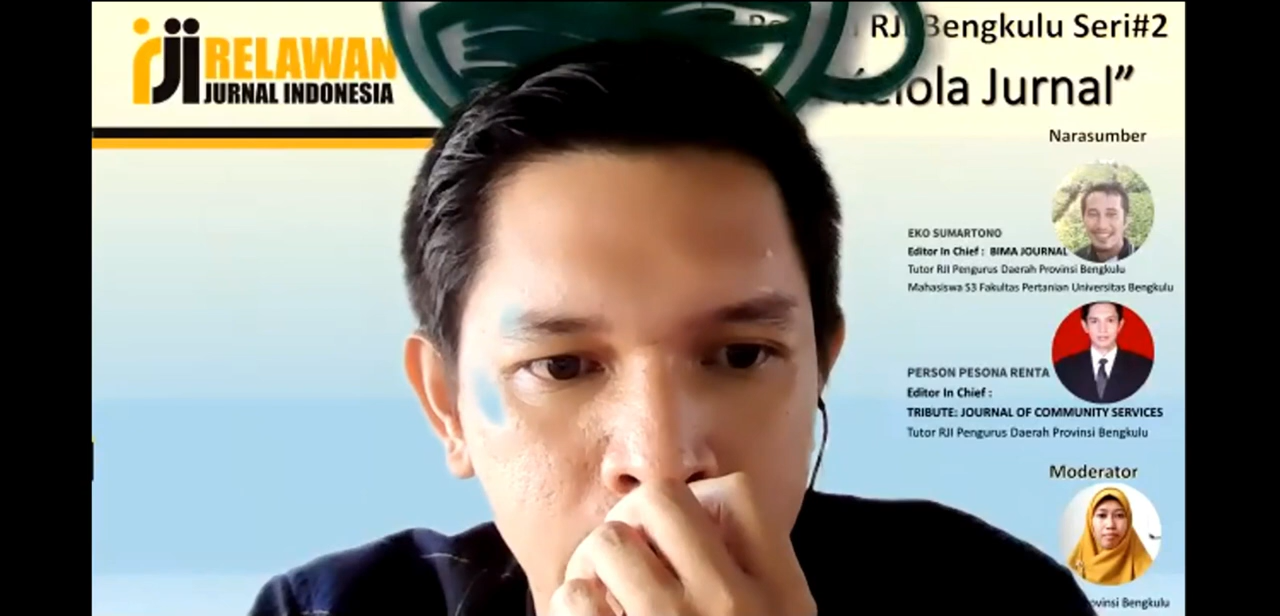 rji RELAWAN
JURNAL INDONESIA
RJI Bengkulu Seri#2
Kelola Jurnal”
Narasumber
EKO SUMARTONO
Editor In Chief : BIMA JOURNAL
Tutor RJI Pengurus Daerah Provinsi Bengkulu
Mahasiswa S3 Fakultas Pertanian Universitas Bengkulu
PERSON PESONA RENTA
Editor In Chief :
TRIBUTE: JOURNAL OF COMMUNITY SERVICES
Tutor RJI Pengurus Daerah Provinsi Bengkulu
Moderator
ovinsi Bengkulu